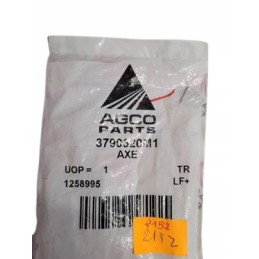 AGCO
PARTS
3790320M1
AXE
UOP = 1 TR
1258995 LF+